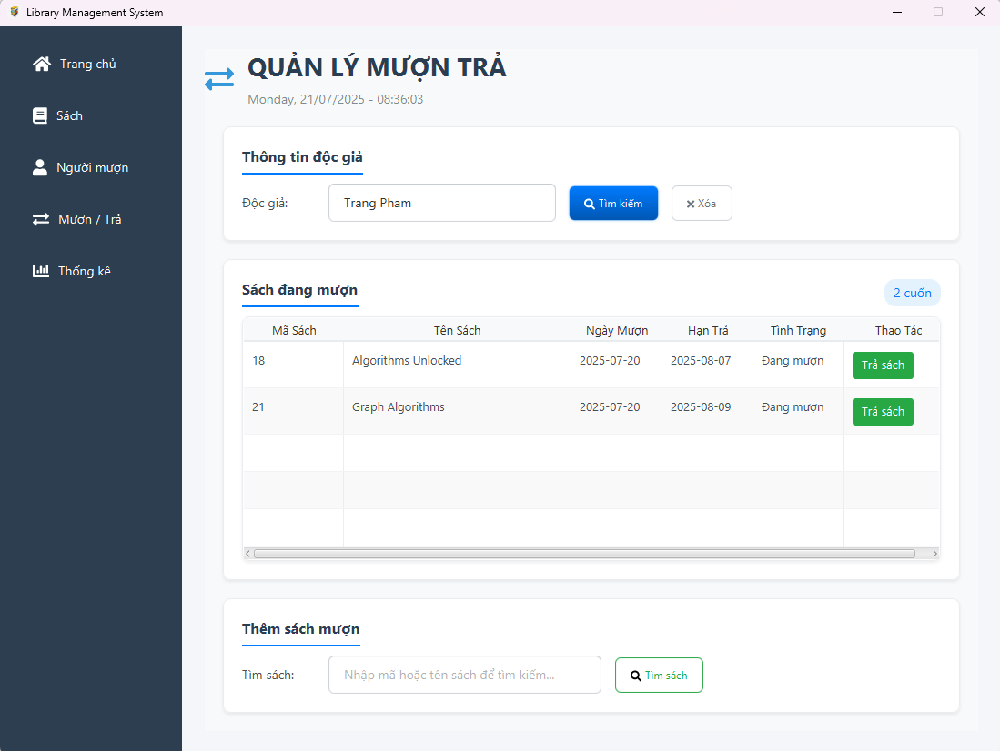 Library Management System
Trang chủ
Sách
Người mượn
Mượn / Trả
Thống kê
QUẢN LÝ MƯỢN TRẢ
Monday, 21/07/2025 - 08:36:03
Thông tin độc giả
Độc giả: Trang Pham Tìm kiếm Xóa
Sách đang mượn 2 cuốn
Mã Sách Tên Sách Ngày Mượn Hạn Trả Tình Trạng Thao Tác
18 Algorithms Unlocked 2025-07-20 2025-08-07 Đang mượn Trả sách
21 Graph Algorithms 2025-07-20 2025-08-09 Đang mượn Trả sách
Thêm sách mượn
Tìm sách: Nhập mã hoặc tên sách để tìm kiếm... Tìm sách